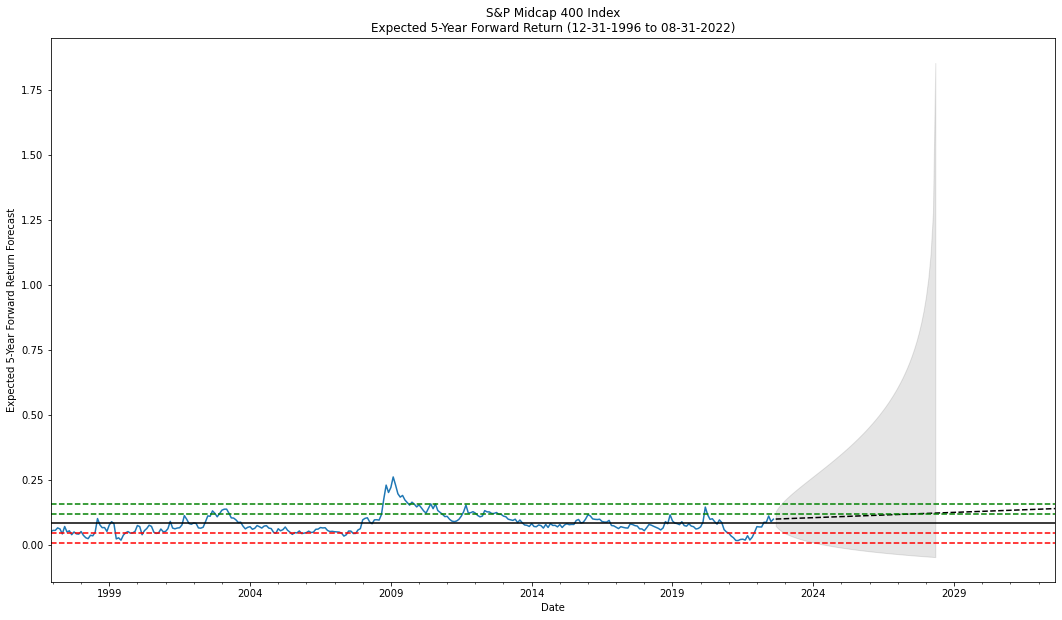 S&P Midcap 400 Index
Expected 5-Year Forward Return (12-31-1996 to 08-31-2022)
Expected 5-Year Forward Return Forecast
1.75
1.50
1.25
1.00
0.75
0.50
0.25
0.00
1999 2004 2009 2014 2019 2024 2029
Date